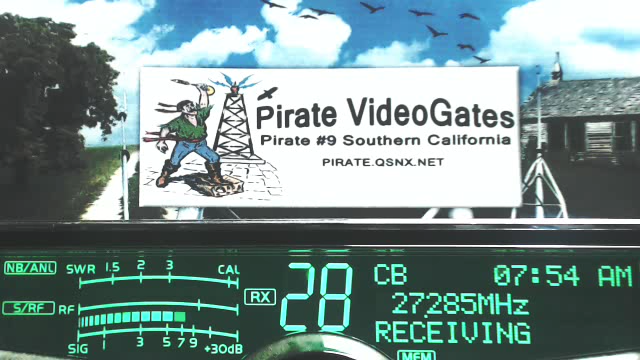 Pirate VideoGates
Pirate #9 Southern California
PIRATE.QSNX.NET
NB/ANL SWR 1.5 2 3 CAL
S/RF RF
SIG 3 5 7 9 +30dB
RX 28
CB 07:54 AM
27285MHz
RECEIVING
MEM